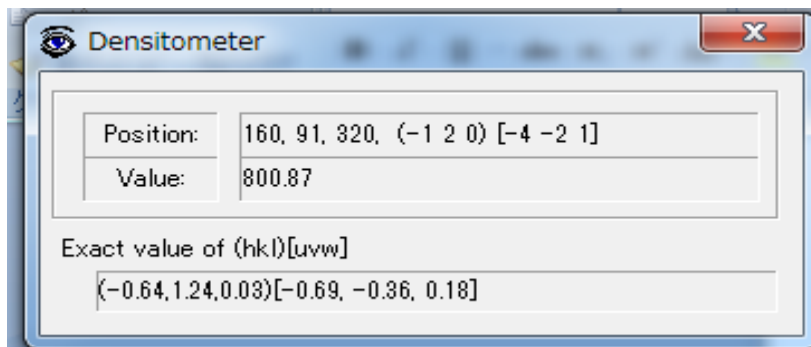 Densitometer
Position: 160, 91, 320, (-1 2 0) [-4 -2 1]
Value: 800.87
Exact value of (hkl)[uvw]
(-0.64,1.24,0.03)[-0.69, -0.36, 0.18]